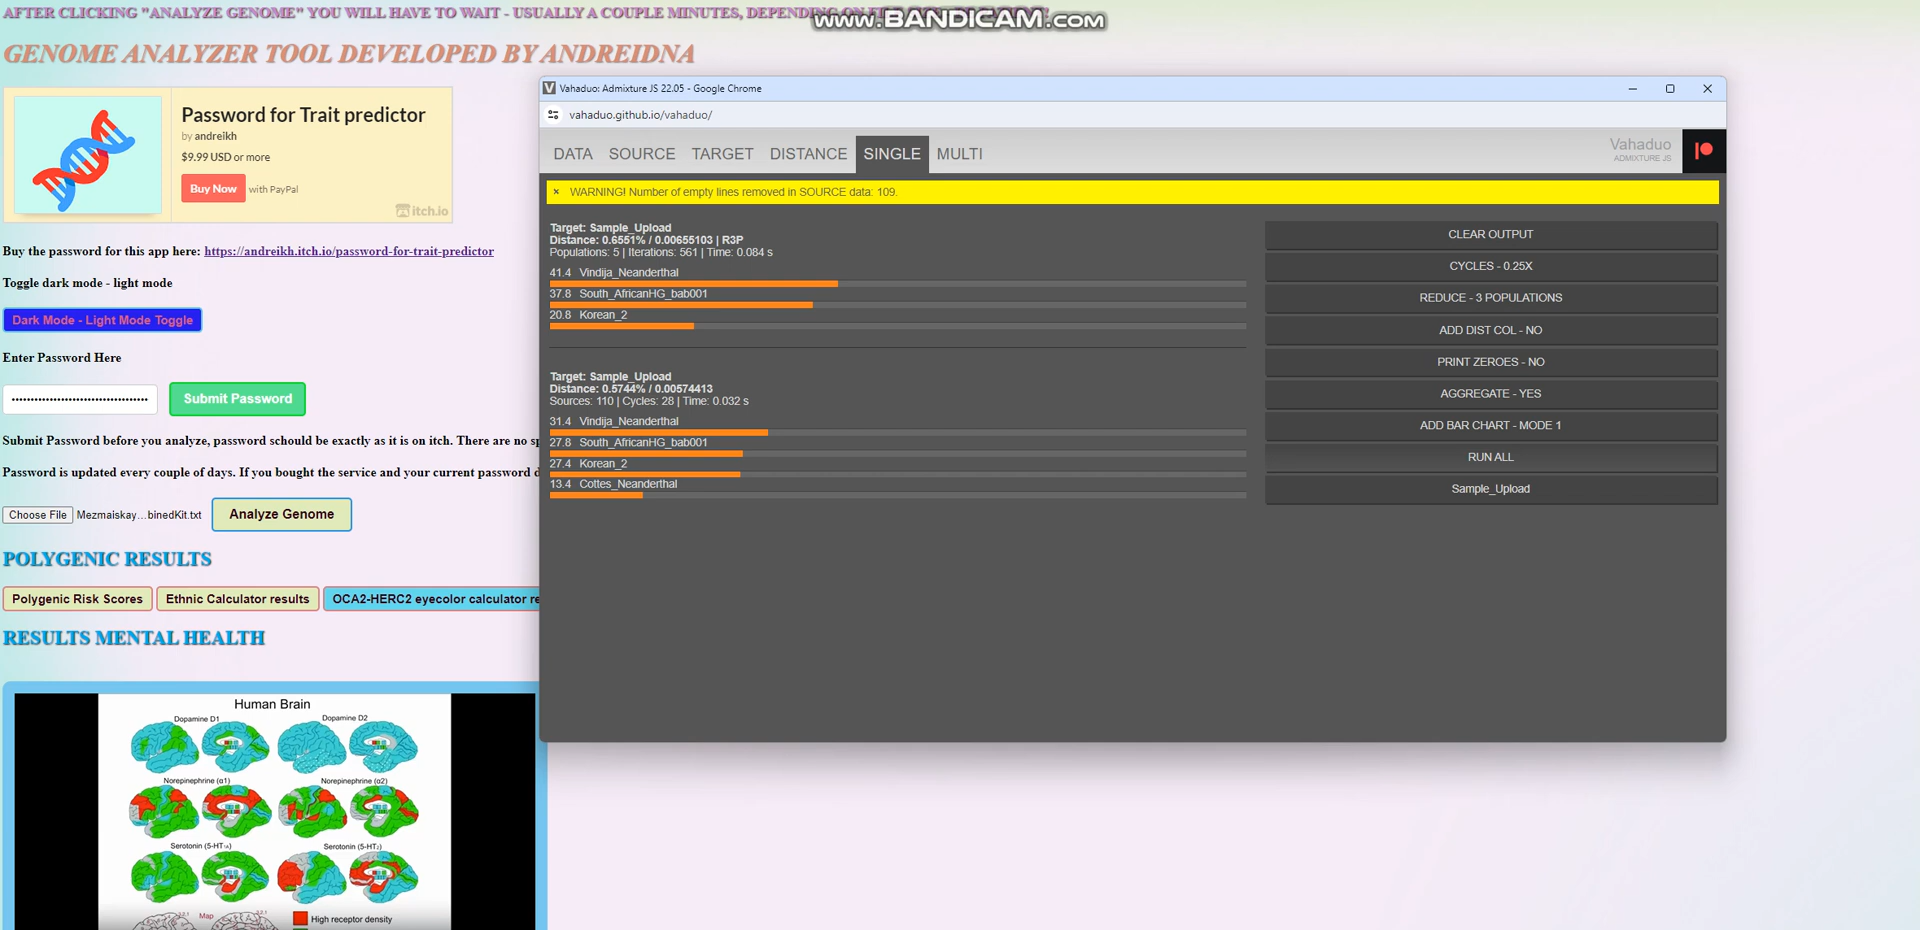 AFTER CLICKING "ANALYZE GENOME" YOU WILL HAVE TO WAIT - USUALLY A COUPLE MINUTES, DEPENDING
www.BANDICAM.com
GENOME ANALYZER TOOL DEVELOPED BY ANDREIDNA
Password for Trait predictor
by andreikh
$9.99 USD or more
Buy Now with PayPal
itch.io
Buy the password for this app here: https://andreikh.itch.io/password-for-trait-predictor
Toggle dark mode - light mode
Dark Mode - Light Mode Toggle
Enter Password Here
Submit Password
Submit Password before you analyze, password schould be exactly as it is on itch. There are no sp
Password is updated every couple of days. If you bought the service and your current password d
Choose File Mezmaiskay...binedKit.txt
Analyze Genome
POLYGENIC RESULTS
Polygenic Risk Scores
Ethnic Calculator results
OCA2-HERC2 eyecolor calculator re
RESULTS MENTAL HEALTH
Human Brain
Dopamine D1
Dopamine D2
Norepinephrine (α1)
Norepinephrine (α2)
Serotonin (5-HT1A)
Serotonin (5-HT2)
Map
High receptor density
Vahaduo: Admixture JS 22.05 - Google Chrome
vahaduo.github.io/vahaduo/
DATA SOURCE TARGET DISTANCE SINGLE MULTI
Vahaduo
ADMIXTURE JS
× WARNING! Number of empty lines removed in SOURCE data: 109.
Target: Sample_Upload
Distance: 0.6551% / 0.00655103 | R3P
Populations: 5 | Iterations: 561 | Time: 0.084 s
41.4 Vindija_Neanderthal
37.8 South_AfricanHG_bab001
20.8 Korean_2
Target: Sample_Upload
Distance: 0.5744% / 0.00574413
Sources: 110 | Cycles: 28 | Time: 0.032 s
31.4 Vindija_Neanderthal
27.8 South_AfricanHG_bab001
27.4 Korean_2
13.4 Cottes_Neanderthal
CLEAR OUTPUT
CYCLES - 0.25X
REDUCE - 3 POPULATIONS
ADD DIST COL - NO
PRINT ZEROES - NO
AGGREGATE - YES
ADD BAR CHART - MODE 1
RUN ALL
Sample_Upload